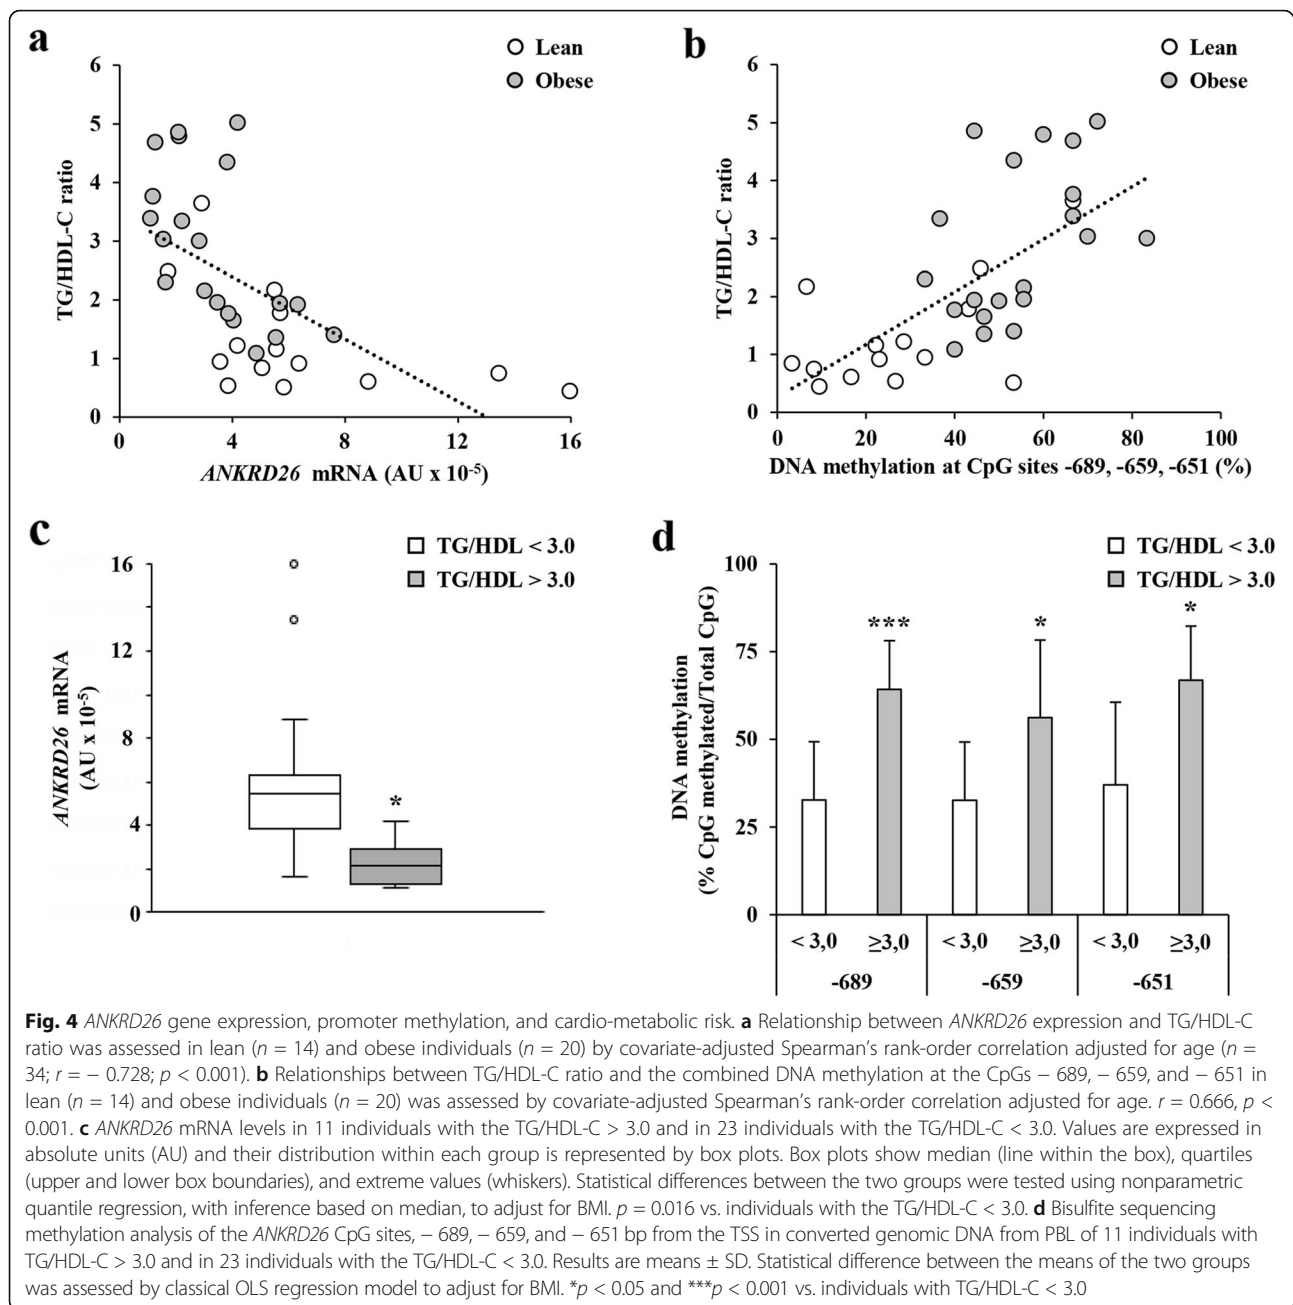 a
Lean
Obese
6
5
4
3
2
1
0
TG/HDL-C ratio
0 4 8 12 16
ANKRD26 mRNA (AU x 10-5)
b
Lean
Obese
6
5
4
3
2
1
0
TG/HDL-C ratio
0 20 40 60 80 100
DNA methylation at CpG sites -689, -659, -651 (%)
c
TG/HDL < 3.0
TG/HDL > 3.0
16
12
8
4
0
ANKRD26 mRNA
(AU x 10-5)
*
d
TG/HDL < 3.0
TG/HDL > 3.0
100
75
50
25
0
DNA methylation
(% CpG methylated/Total CpG)
*** * *
< 3,0 ≥3,0 < 3,0 ≥3,0 < 3,0 ≥3,0
-689 -659 -651
Fig. 4 ANKRD26 gene expression, promoter methylation, and cardio-metabolic risk. a Relationship between ANKRD26 expression and TG/HDL-C
ratio was assessed in lean (n = 14) and obese individuals (n = 20) by covariate-adjusted Spearman's rank-order correlation adjusted for age (n =
34; r = − 0.728; p < 0.001). b Relationships between TG/HDL-C ratio and the combined DNA methylation at the CpGs − 689, − 659, and − 651 in
lean (n = 14) and obese individuals (n = 20) was assessed by covariate-adjusted Spearman's rank-order correlation adjusted for age. r = 0.666, p <
0.001. c ANKRD26 mRNA levels in 11 individuals with the TG/HDL-C > 3.0 and in 23 individuals with the TG/HDL-C < 3.0. Values are expressed in
absolute units (AU) and their distribution within each group is represented by box plots. Box plots show median (line within the box), quartiles
(upper and lower box boundaries), and extreme values (whiskers). Statistical differences between the two groups were tested using nonparametric
quantile regression, with inference based on median, to adjust for BMI. p = 0.016 vs. individuals with the TG/HDL-C < 3.0. d Bisulfite sequencing
methylation analysis of the ANKRD26 CpG sites, − 689, − 659, and − 651 bp from the TSS in converted genomic DNA from PBL of 11 individuals with
TG/HDL-C > 3.0 and in 23 individuals with the TG/HDL-C < 3.0. Results are means ± SD. Statistical difference between the means of the two groups
was assessed by classical OLS regression model to adjust for BMI. *p < 0.05 and ***p < 0.001 vs. individuals with TG/HDL-C < 3.0